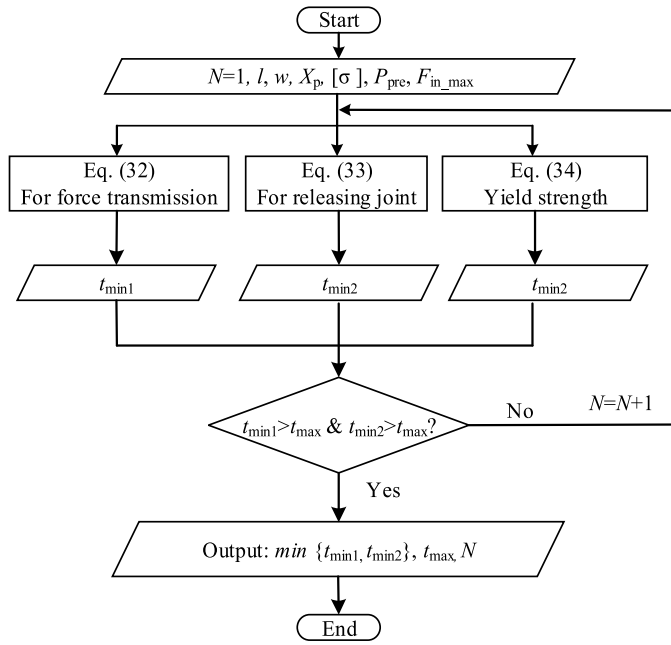 Start
N=1, l, w, Xp, [σ ], Ppre, Fin_max
Eq. (32)
For force transmission
Eq. (33)
For releasing joint
Eq. (34)
Yield strength
tmin1
tmin2
tmin2
tmin1>tmax & tmin2>tmax?
No
N=N+1
Yes
Output: min {tmin1, tmin2}, tmax, N
End